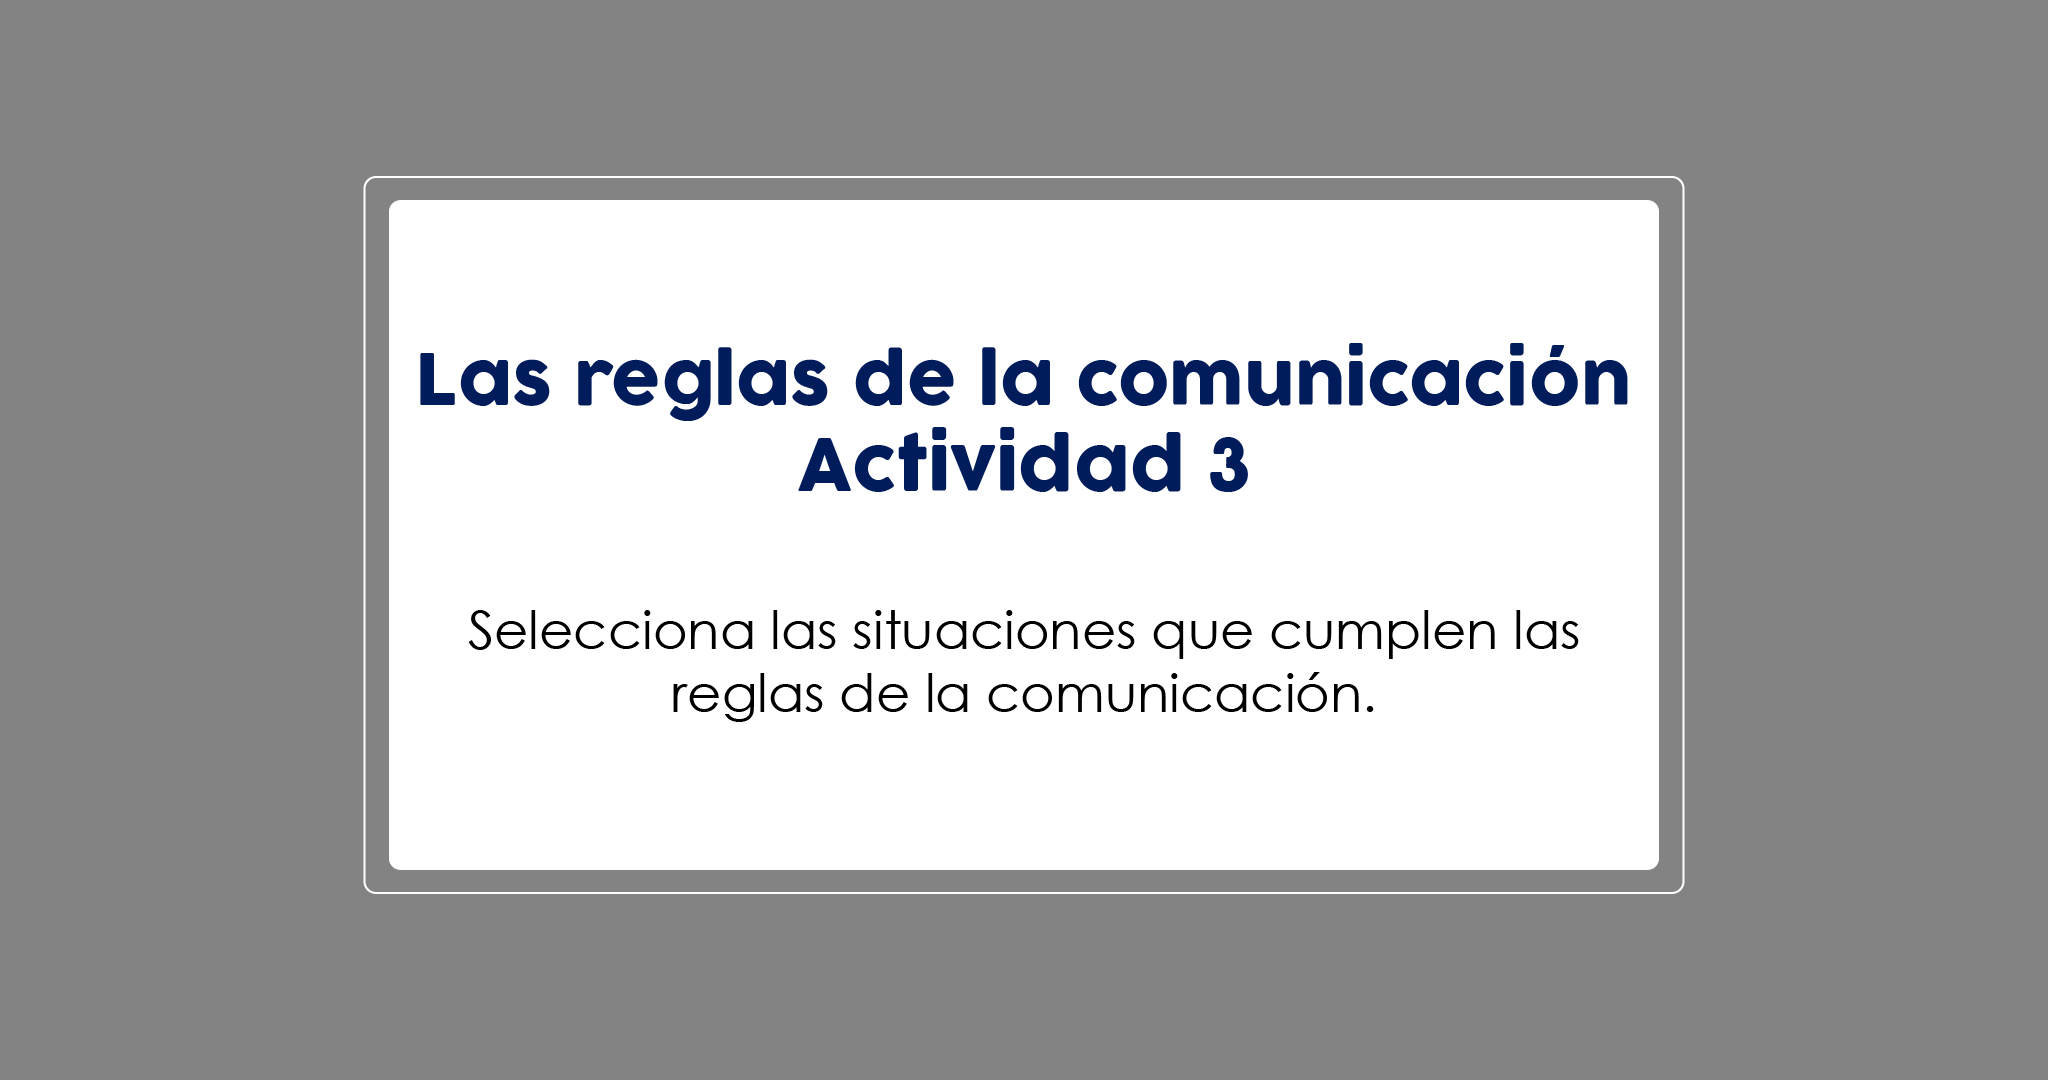 Las reglas de la comunicación
Actividad 3
Selecciona las situaciones que cumplen las
reglas de la comunicación.